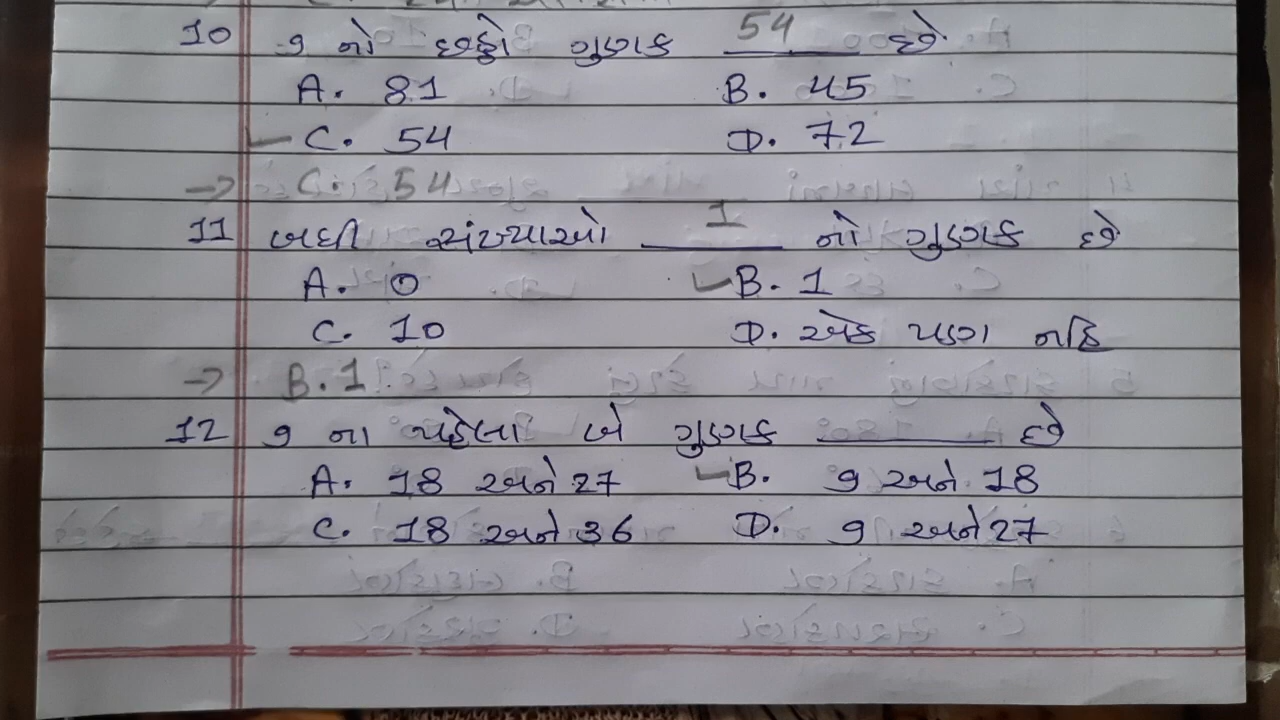 10 9 નો છઠ્ઠો ગુણક 54 છે
A. 81 B. 45
C. 54 D. 72
→ C. 54
11 બધી સંખ્યાઓ 1 નો ગુણક છે
A. 0 B. 1
C. 10 D. એક પણ નહિ
→ B. 1
12 9 ના પહેલા બે ગુણક ______ છે
A. 18 અને 27 B. 9 અને 18
C. 18 અને 36 D. 9 અને 27